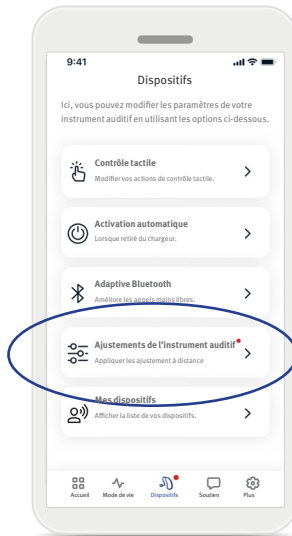 9:41
Dispositifs
Ici, vous pouvez modifier les paramètres de votre
instrument auditif en utilisant les options ci-dessous.
Contrôle tactile
Modifier vos actions de contrôle tactile.
Activation automatique
Lorsque retiré du chargeur.
Adaptive Bluetooth
Améliore les appels mains libres.
Ajustements de l'instrument auditif
Appliquer les ajustement à distance
Mes dispositifs
Afficher la liste de vos dispositifs.
Accueil Mode de vie Dispositifs Soutien Plus